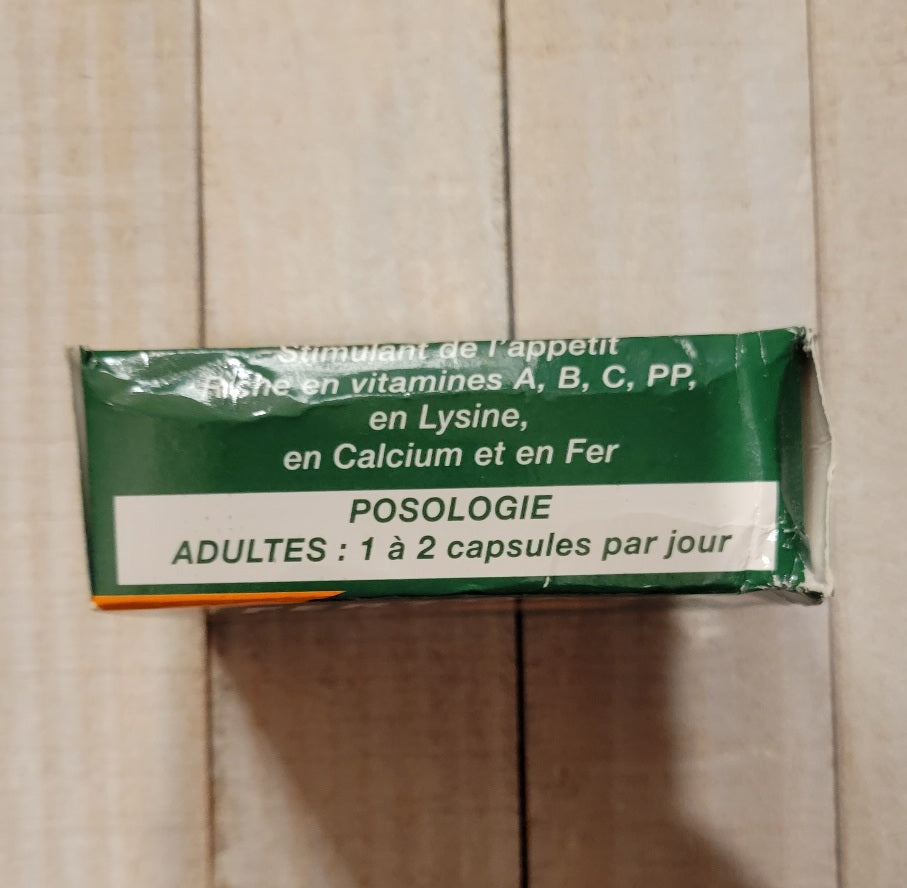 Stimulant de l'appétit
Riche en vitamines A, B, C, PP,
en Lysine,
en Calcium et en Fer
POSOLOGIE
ADULTES : 1 à 2 capsules par jour